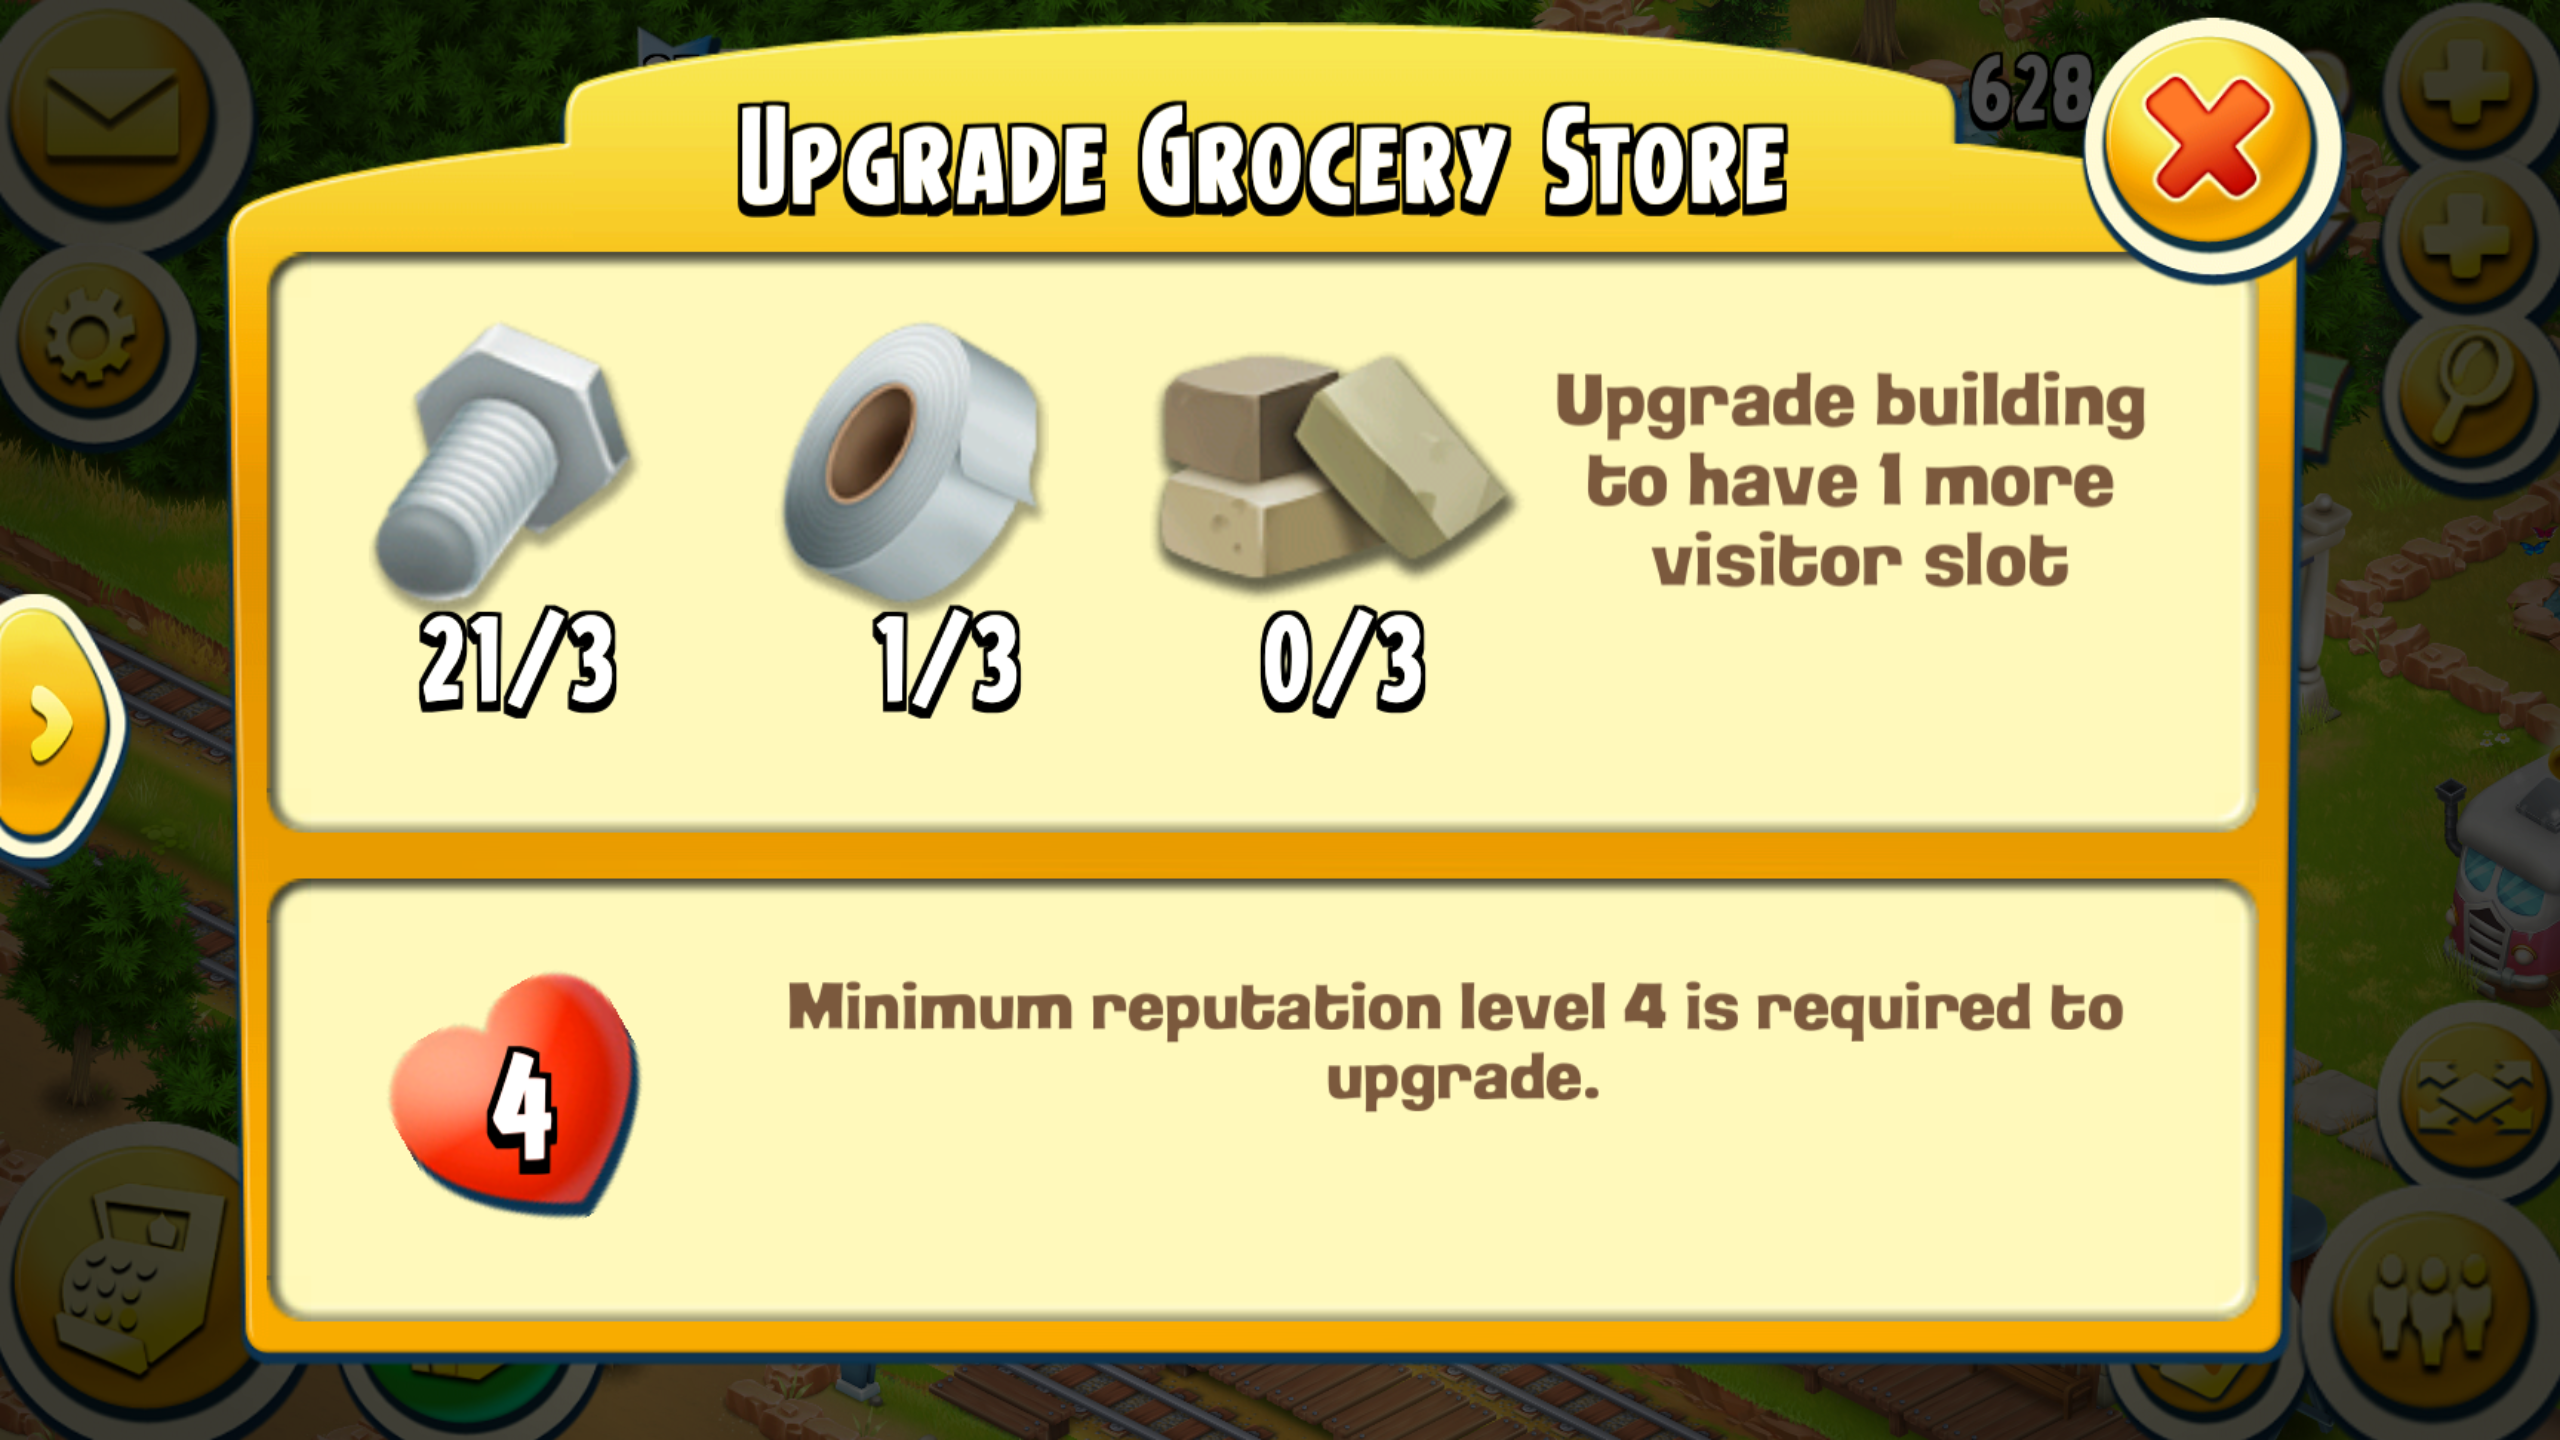 628
UPGRADE GROCERY STORE
Upgrade building
to have 1 more
visitor slot
21/3
1/3
0/3
Minimum reputation level 4 is required to
upgrade.
4